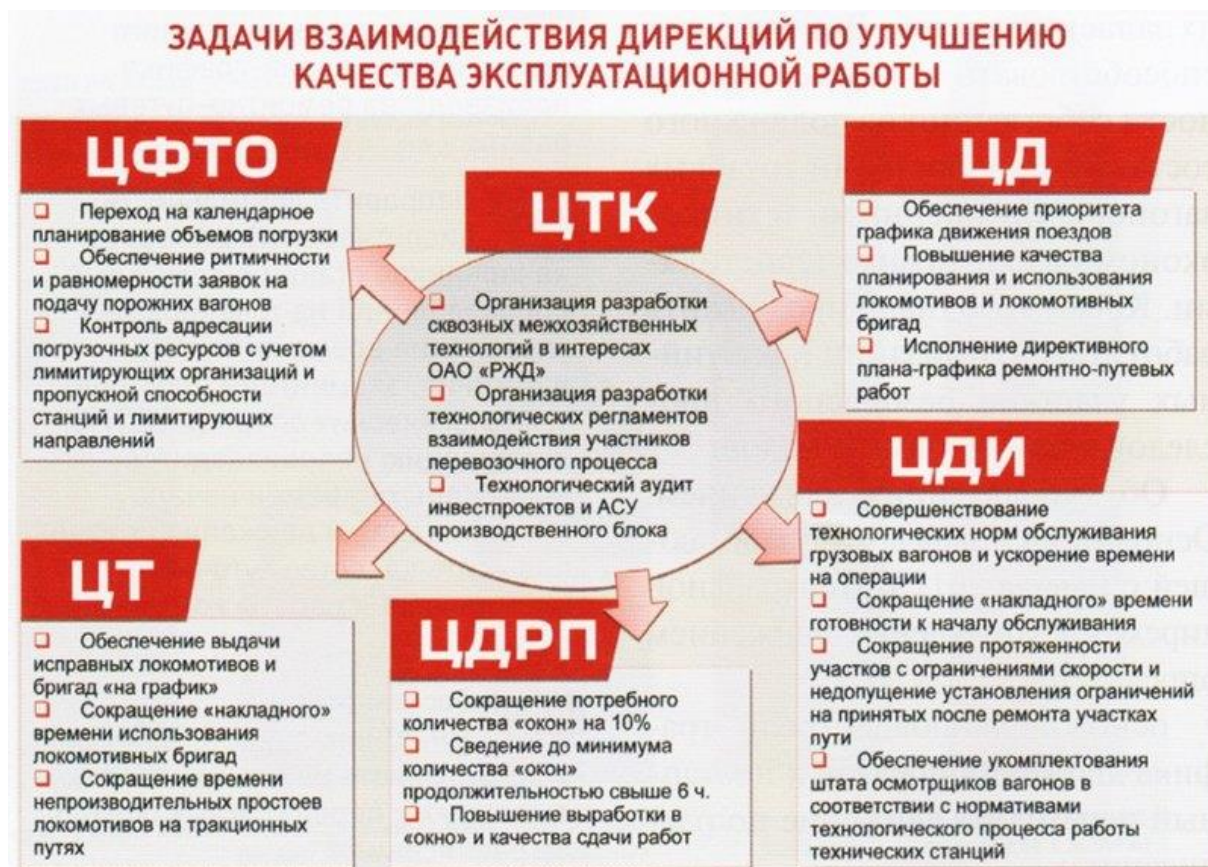 ЗАДАЧИ ВЗАИМОДЕЙСТВИЯ ДИРЕКЦИЙ ПО УЛУЧШЕНИЮ
КАЧЕСТВА ЭКСПЛУАТАЦИОННОЙ РАБОТЫ
ЦФТО
Переход на календарное
планирование объемов погрузки
Обеспечение ритмичности
и равномерности заявок на
подачу порожних вагонов
Контроль адресации
погрузочных ресурсов с учетом
лимитирующих организаций и
пропускной способности
станций и лимитирующих
направлений
ЦТК
Организация разработки
сквозных межхозяйственных
технологий в интересах
ОАО «РЖД»
Организация разработки
технологических регламентов
взаимодействия участников
перевозочного процесса
Технологический аудит
инвестпроектов и АСУ
производственного блока
ЦД
Обеспечение приоритета
графика движения поездов
Повышение качества
планирования и использования
локомотивов и локомотивных
бригад
Исполнение директивного
плана-графика ремонтно-путевых
работ
ЦТ
Обеспечение выдачи
исправных локомотивов и
бригад «на график»
Сокращение «накладного»
времени использования
локомотивных бригад
Сокращение времени
непроизводительных простоев
локомотивов на тракционных
путях
ЦДРП
Сокращение потребного
количества «окон» на 10%
Сведение до минимума
количества «окон»
продолжительностью свыше 6 ч.
Повышение выработки в
«окно» и качества сдачи работ
ЦДИ
Совершенствование
технологических норм обслуживания
грузовых вагонов и ускорение времени
на операции
Сокращение «накладного» времени
готовности к началу обслуживания
Сокращение протяженности
участков с ограничениями скорости и
недопущение установления ограничений
на принятых после ремонта участках
пути
Обеспечение укомплектования
штата осмотрщиков вагонов в
соответствии с нормативами
технологического процесса работы
технических станций